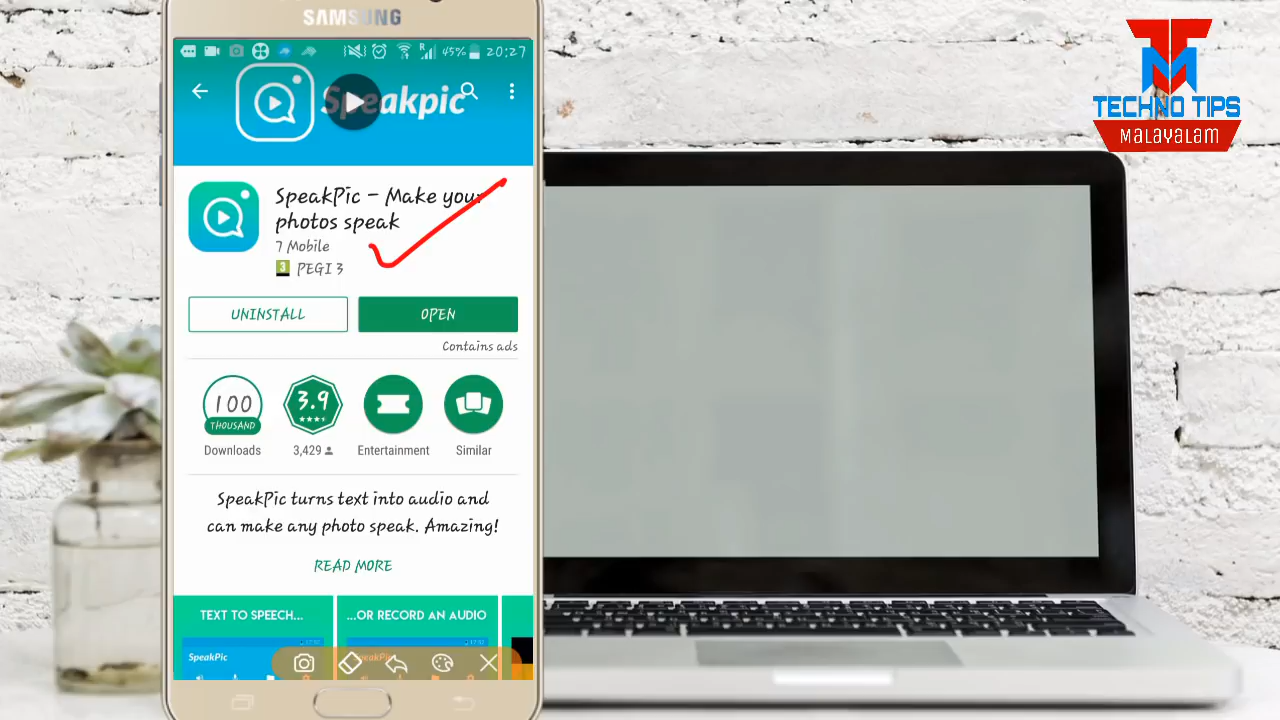 SAMSUNG
45% 20:27
Speakpic
SpeakPic – Make your
photos speak
7 Mobile
3 PEGI 3
UNINSTALL
OPEN
Contains ads
100
THOUSAND
3.9
Downloads
3,429
Entertainment
Similar
SpeakPic turns text into audio and
can make any photo speak. Amazing!
READ MORE
TEXT TO SPEECH...
...OR RECORD AN AUDIO
SpeakPic
SpeakPic
TECHNO TIPS
MALAYALAM